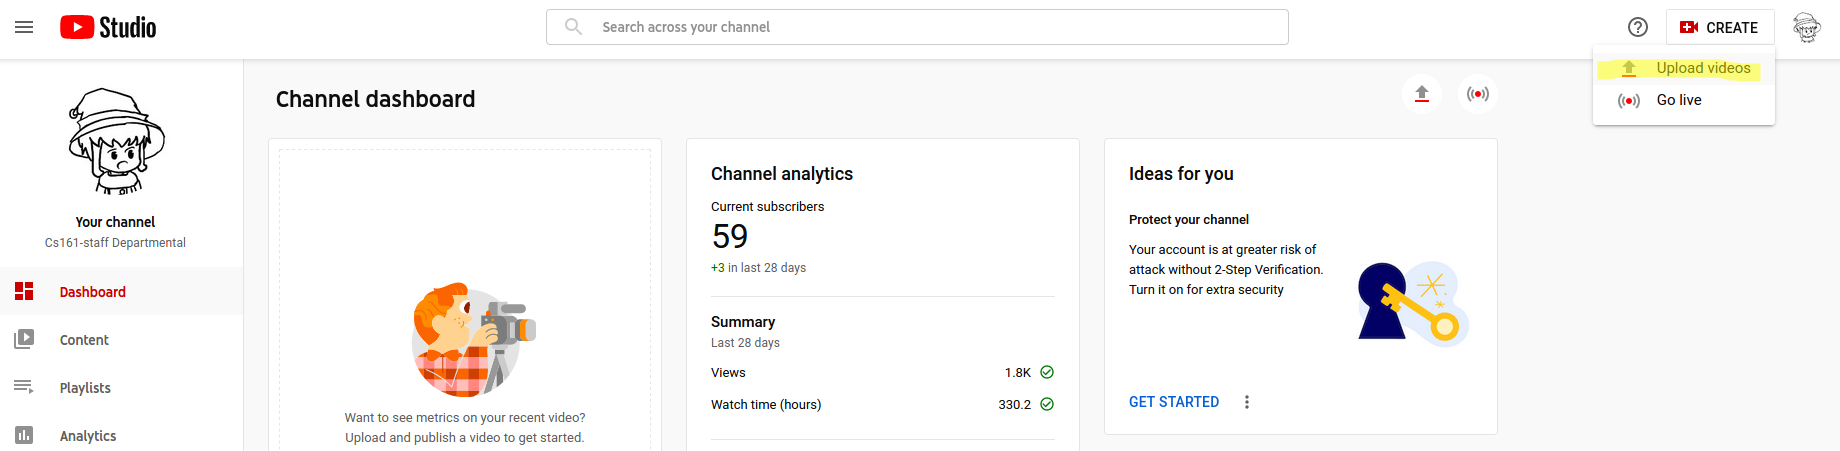 Studio
Search across your channel
CREATE
Upload videos
Go live
Your channel
Cs161-staff Departmental
Dashboard
Content
Playlists
Analytics
Channel dashboard
Want to see metrics on your recent video?
Upload and publish a video to get started.
Channel analytics
Current subscribers
59
+3 in last 28 days
Summary
Last 28 days
Views 1.8K
Watch time (hours) 330.2
Ideas for you
Protect your channel
Your account is at greater risk of
attack without 2-Step Verification.
Turn it on for extra security
GET STARTED